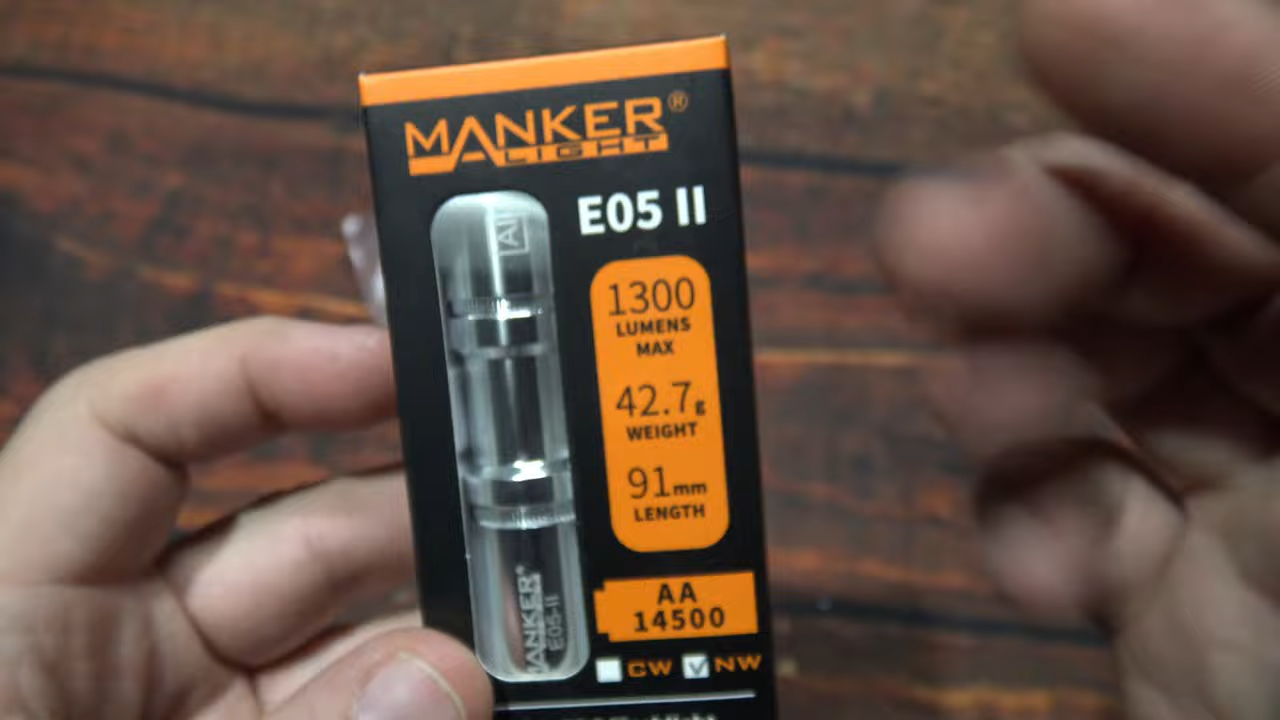 MANKER®
LIGHT
E05 II
1300
LUMENS
MAX
42.7g
WEIGHT
91mm
LENGTH
AA
14500
CW NW
MANKER®
E05-II